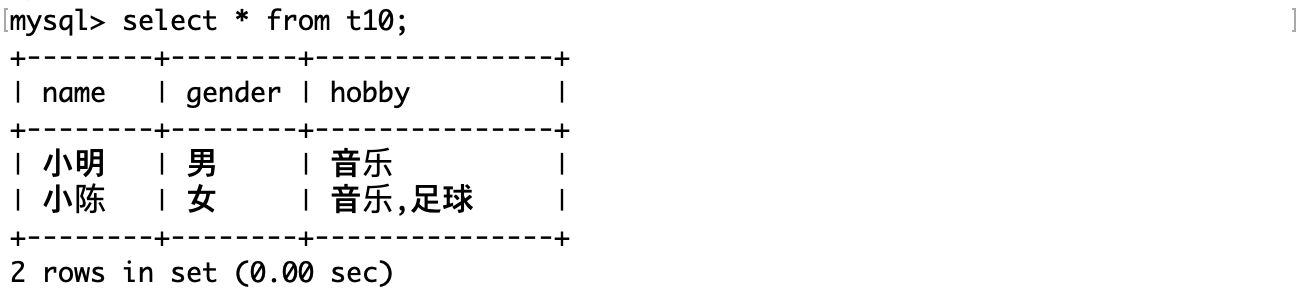 mysql> select * from t10;
+--------+--------+---------------+
| name   | gender | hobby         |
+--------+--------+---------------+
| 小明   | 男     | 音乐          |
| 小陈   | 女     | 音乐,足球     |
+--------+--------+---------------+
2 rows in set (0.00 sec)